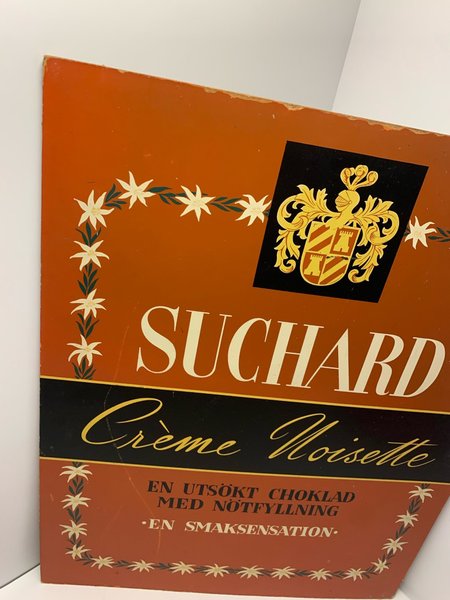 SUCHARD
Crème Noisette
EN UTSÖKT CHOKLAD
MED NÖTFYLLNING
·EN SMAKSENSATION·